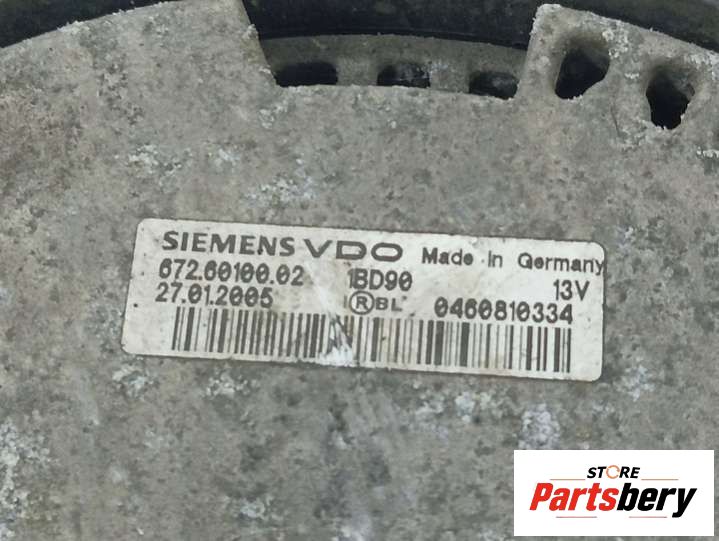 SIEMENS VDO Made In Germany
672.60100.02 1BD90 13V
27.01.2005 ®BL 0460810334
STORE
Partsbery